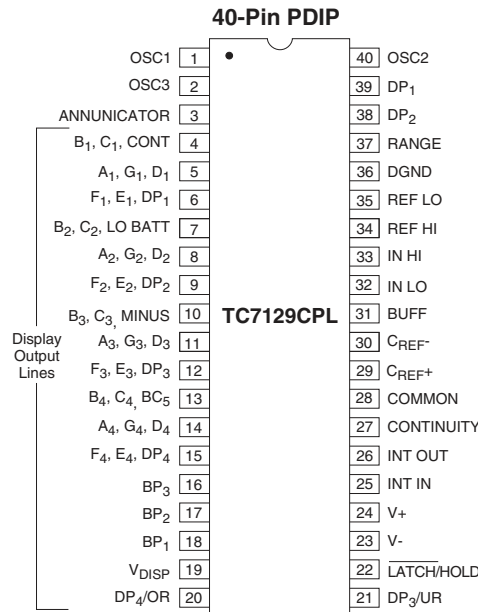 40-Pin PDIP
OSC1 1
OSC3 2
ANNUNICATOR 3
B1, C1, CONT 4
A1, G1, D1 5
F1, E1, DP1 6
B2, C2, LO BATT 7
A2, G2, D2 8
F2, E2, DP2 9
B3, C3, MINUS 10
A3, G3, D3 11
F3, E3, DP3 12
B4, C4, BC5 13
A4, G4, D4 14
F4, E4, DP4 15
BP3 16
BP2 17
BP1 18
VDISP 19
DP4/OR 20
Display
Output
Lines
TC7129CPL
40 OSC2
39 DP1
38 DP2
37 RANGE
36 DGND
35 REF LO
34 REF HI
33 IN HI
32 IN LO
31 BUFF
30 CREF-
29 CREF+
28 COMMON
27 CONTINUITY
26 INT OUT
25 INT IN
24 V+
23 V-
22 LATCH/HOLD
21 DP3/UR